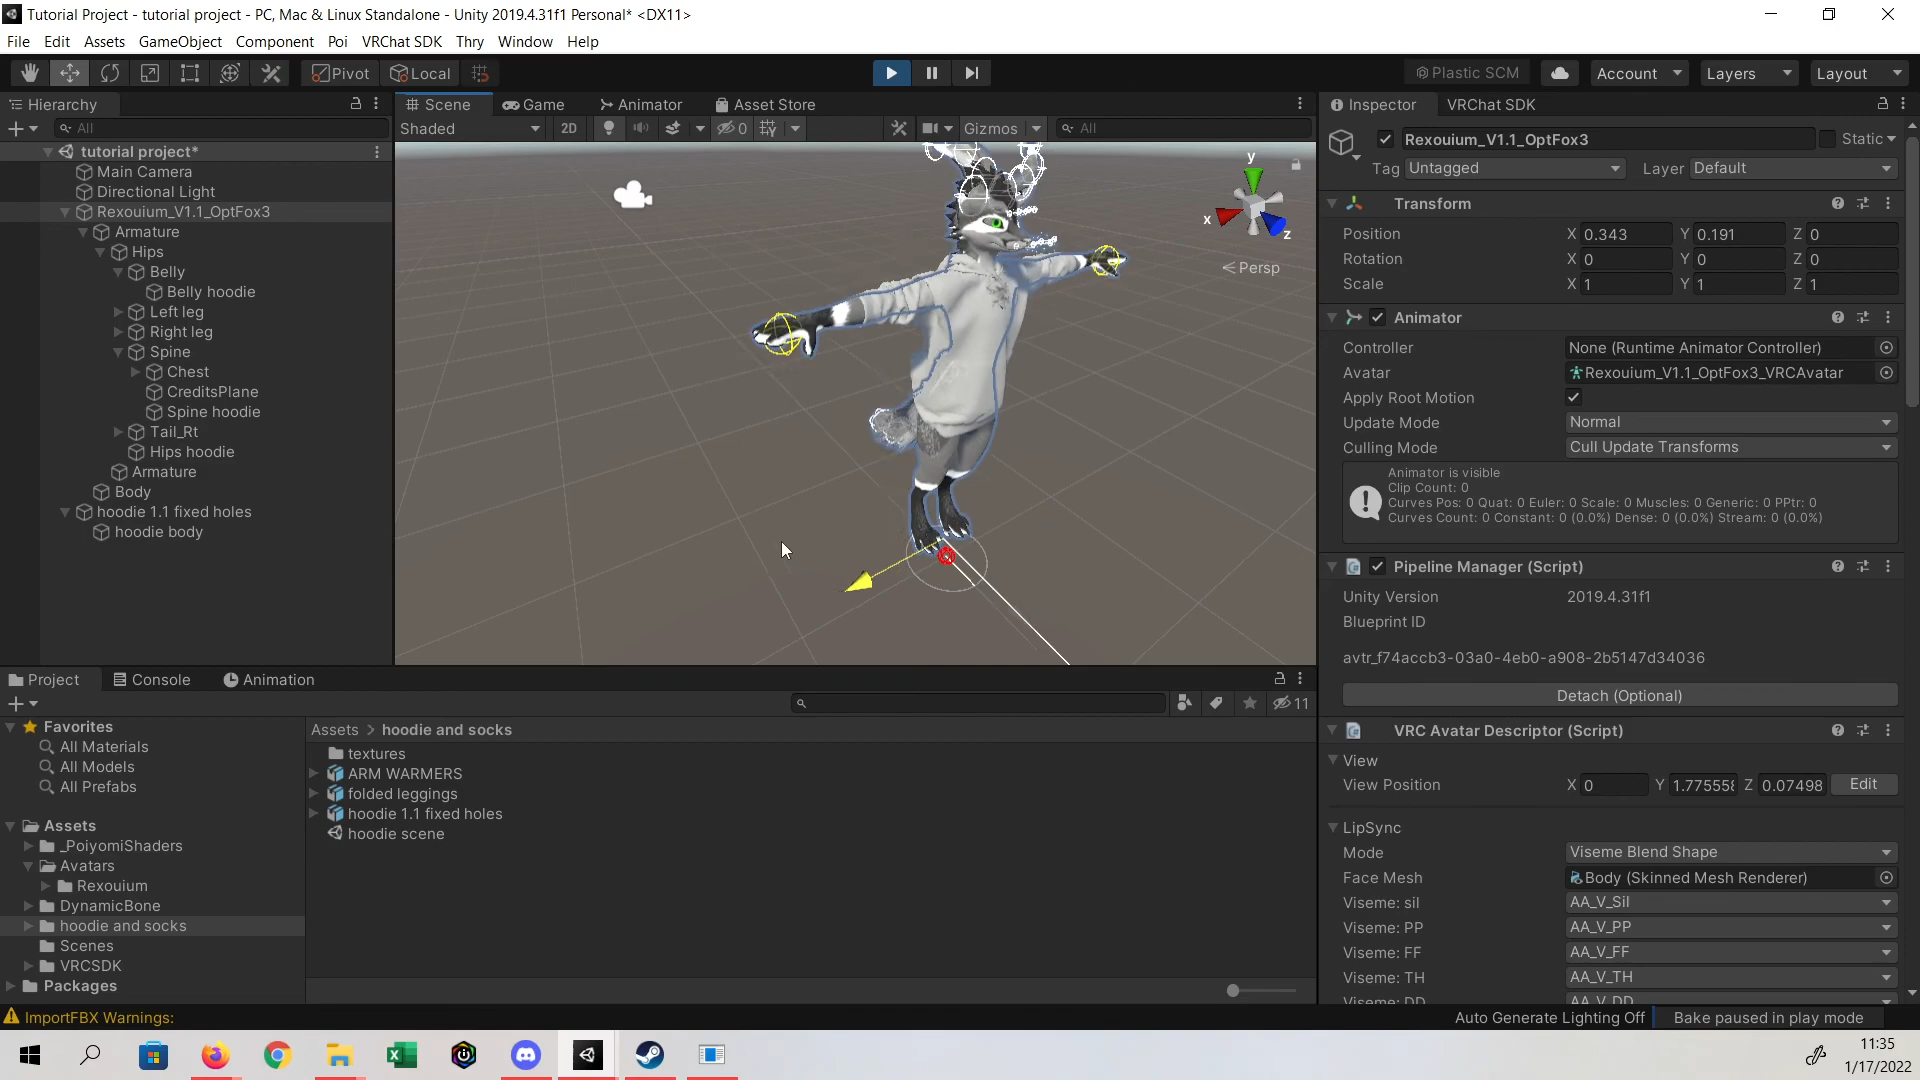 Tutorial Project - tutorial project - PC, Mac & Linux Standalone - Unity 2019.4.31f1 Personal* <DX11>
File Edit Assets GameObject Component Poi VRChat SDK Thry Window Help
Pivot Local Plastic SCM Account Layers Layout
Hierarchy
All
tutorial project*
Main Camera
Directional Light
Rexouium_V1.1_OptFox3
Armature
Hips
Belly
Belly hoodie
Left leg
Right leg
Spine
Chest
CreditsPlane
Spine hoodie
Tail_Rt
Hips hoodie
Armature
Body
hoodie 1.1 fixed holes
hoodie body
Scene Game Animator Asset Store
Shaded 2D 0 Gizmos All
y
x
z
Persp
Inspector VRChat SDK
Rexouium_V1.1_OptFox3 Static
Tag Untagged Layer Default
Transform
Position X 0.343 Y 0.191 Z 0
Rotation X 0 Y 0 Z 0
Scale X 1 Y 1 Z 1
Animator
Controller None (Runtime Animator Controller)
Avatar Rexouium_V1.1_OptFox3_VRCAvatar
Apply Root Motion
Update Mode Normal
Culling Mode Cull Update Transforms
Animator is visible
Clip Count: 0
Curves Pos: 0 Quat: 0 Euler: 0 Scale: 0 Muscles: 0 Generic: 0 PPtr: 0
Curves Count: 0 Constant: 0 (0.0%) Dense: 0 (0.0%) Stream: 0 (0.0%)
Pipeline Manager (Script)
Unity Version 2019.4.31f1
Blueprint ID
avtr_f74accb3-03a0-4eb0-a908-2b5147d34036
Detach (Optional)
VRC Avatar Descriptor (Script)
View
View Position X 0 Y 1.775558 Z 0.07498 Edit
LipSync
Mode Viseme Blend Shape
Face Mesh Body (Skinned Mesh Renderer)
Viseme: sil AA_V_Sil
Viseme: PP AA_V_PP
Viseme: FF AA_V_FF
Viseme: TH AA_V_TH
Viseme: DD AA_V_DD
Project Console Animation
11
Favorites
All Materials
All Models
All Prefabs
Assets
_PoiyomiShaders
Avatars
Rexouium
DynamicBone
hoodie and socks
Scenes
VRCSDK
Packages
Assets > hoodie and socks
textures
ARM WARMERS
folded leggings
hoodie 1.1 fixed holes
hoodie scene
ImportFBX Warnings:
Auto Generate Lighting Off Bake paused in play mode
11:35
1/17/2022